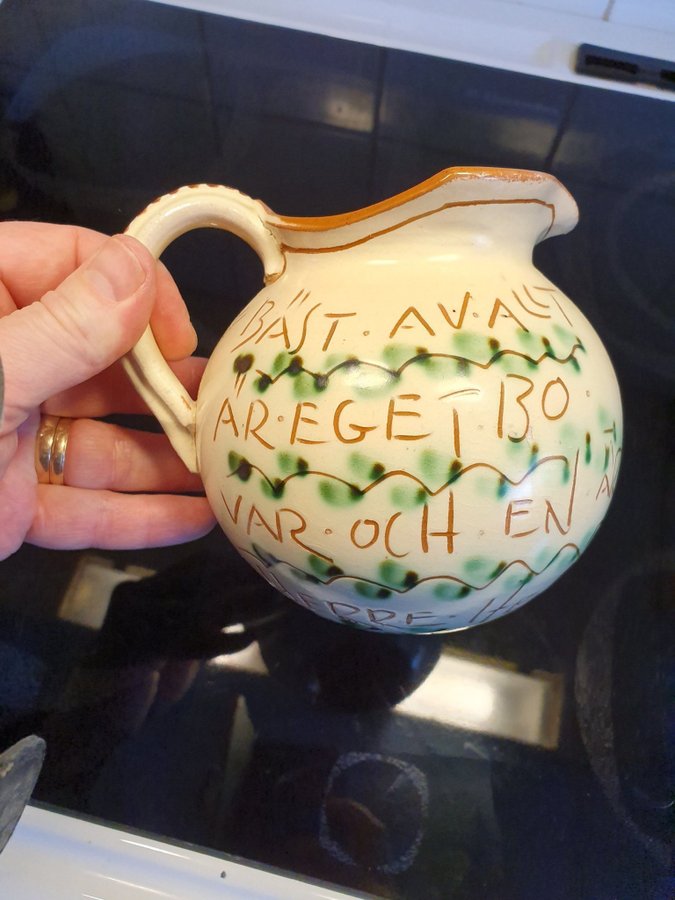 BÄST · AV · ALLT
ÄR · EGET BO ·
VAR · OCH · EN